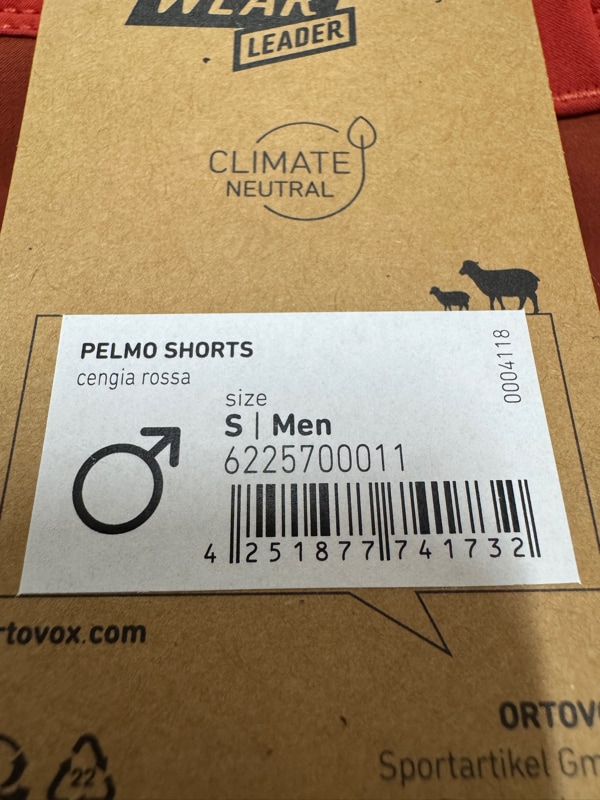 WEAR
LEADER
CLIMATE
NEUTRAL
PELMO SHORTS
cengia rossa
0004118
size
S | Men
6225700011
4 251877 741732
rtovox.com
ORTOV
Sportartikel Gm
22